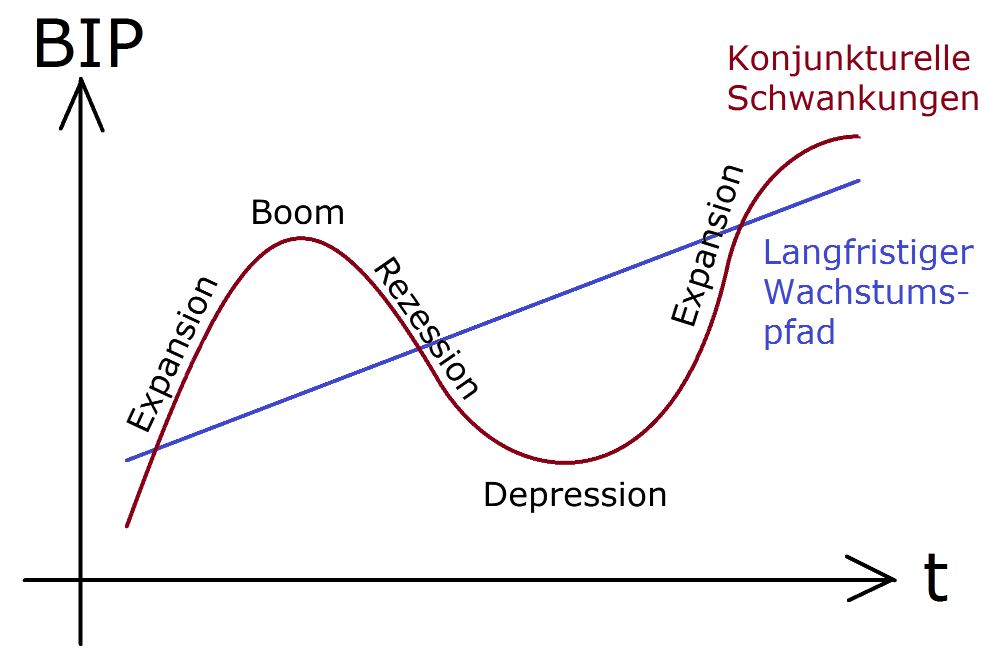 BIP
Konjunkturelle
Schwankungen
Boom
Expansion
Rezession
Expansion
Langfristiger
Wachstums-
pfad
Depression
t